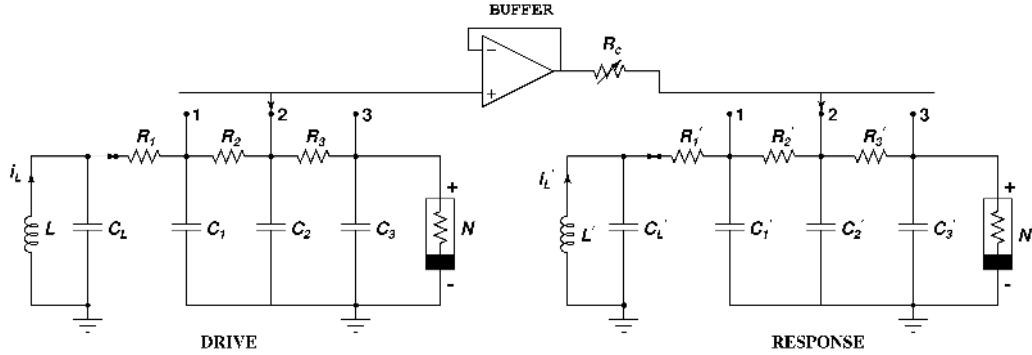 BUFFER
R_c
− +
1 2 3
1 2 3
R_1 R_2 R_3
R_1' R_2' R_3'
i_L
i_L'
+
+
L C_L C_1 C_2 C_3 N
L' C_L' C_1' C_2' C_3' N
-
-
DRIVE
RESPONSE